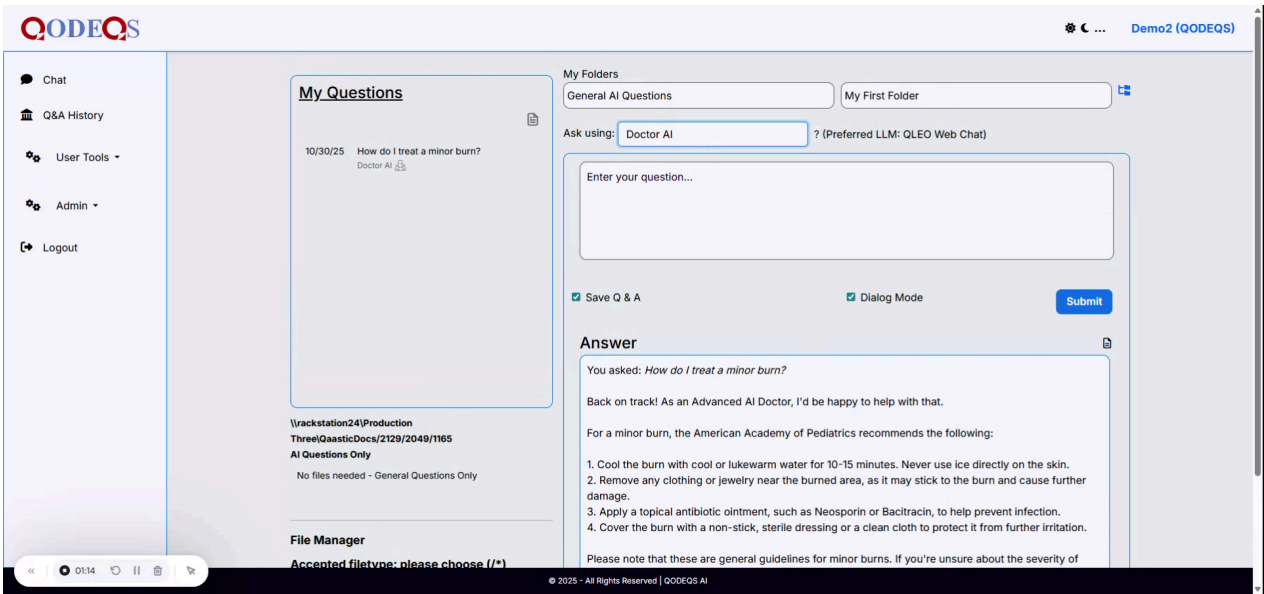 QODEQS
... Demo2 (QODEQS)
Chat
Q&A History
User Tools
Admin
Logout
My Questions
10/30/25 How do I treat a minor burn?
Doctor AI
\\rackstation24\Production
Three\QaasticDocs/2129/2049/1165
AI Questions Only
No files needed - General Questions Only
File Manager
Accepted filetype: please choose (/*)
My Folders
General AI Questions
My First Folder
Ask using: Doctor AI ? (Preferred LLM: QLEO Web Chat)
Enter your question...
Save Q & A
Dialog Mode
Submit
Answer
You asked: How do I treat a minor burn?
Back on track! As an Advanced AI Doctor, I'd be happy to help with that.
For a minor burn, the American Academy of Pediatrics recommends the following:
1. Cool the burn with cool or lukewarm water for 10-15 minutes. Never use ice directly on the skin.
2. Remove any clothing or jewelry near the burned area, as it may stick to the burn and cause further
damage.
3. Apply a topical antibiotic ointment, such as Neosporin or Bacitracin, to help prevent infection.
4. Cover the burn with a non-stick, sterile dressing or a clean cloth to protect it from further irritation.
Please note that these are general guidelines for minor burns. If you're unsure about the severity of
01:14
© 2025 - All Rights Reserved | QODEQS AI